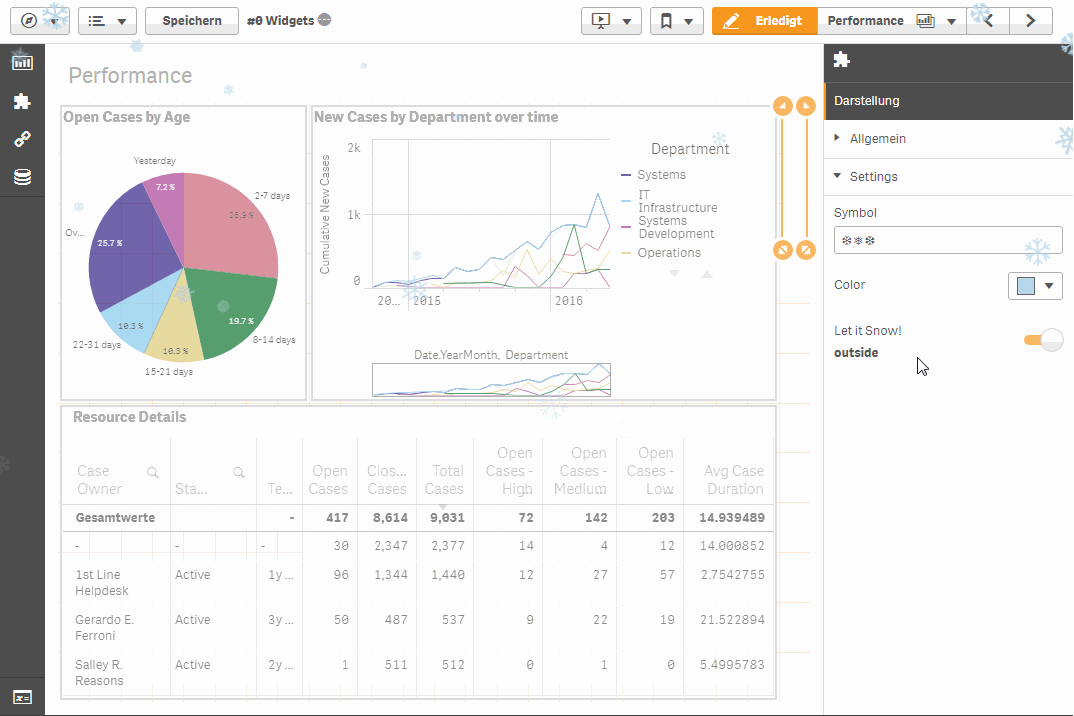 Speichern
#0 Widgets
Erledigt
Performance
Performance
Open Cases by Age
Yesterday
7.2 %
2-7 days
26.9 %
Ov...
25.7 %
19.7 %
10.3 %
8-14 days
22-31 days
10.3 %
15-21 days
New Cases by Department over time
Cumulative New Cases
2k
1k
0
20...
2015
2016
Date.YearMonth, Department
Department
Systems
IT
Infrastructure
Systems
Development
Operations
Resource Details
Case
Owner
Sta...
Te...
Open
Cases
Clos...
Cases
Total
Cases
Open
Cases -
High
Open
Cases -
Medium
Open
Cases -
Low
Avg Case
Duration
Gesamtwerte - 417 8,614 9,031 72 142 203 14.939489
- - - 30 2,347 2,377 14 4 12 14.000852
1st Line
Helpdesk
Active 1y ... 96 1,344 1,440 12 27 57 2.7542755
Gerardo E.
Ferroni
Active 3y ... 50 487 537 9 22 19 21.522894
Salley R.
Reasons
Active 2y ... 1 511 512 0 1 0 5.4995783
Darstellung
Allgemein
Settings
Symbol
❄❄❄
Color
Let it Snow!
outside